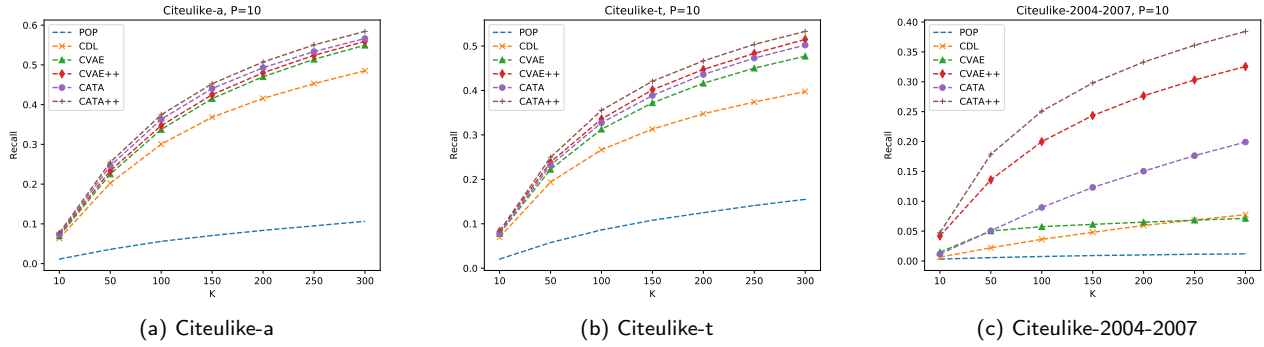 Citeulike-a, P=10
0.6
0.5
0.4
0.3
0.2
0.1
0.0
Recall
POP
CDL
CVAE
CVAE++
CATA
CATA++
10 50 100 150 200 250 300
K
(a) Citeulike-a
Citeulike-t, P=10
0.5
0.4
0.3
0.2
0.1
0.0
Recall
POP
CDL
CVAE
CVAE++
CATA
CATA++
10 50 100 150 200 250 300
K
(b) Citeulike-t
Citeulike-2004-2007, P=10
0.40
0.35
0.30
0.25
0.20
0.15
0.10
0.05
0.00
Recall
POP
CDL
CVAE
CVAE++
CATA
CATA++
10 50 100 150 200 250 300
K
(c) Citeulike-2004-2007